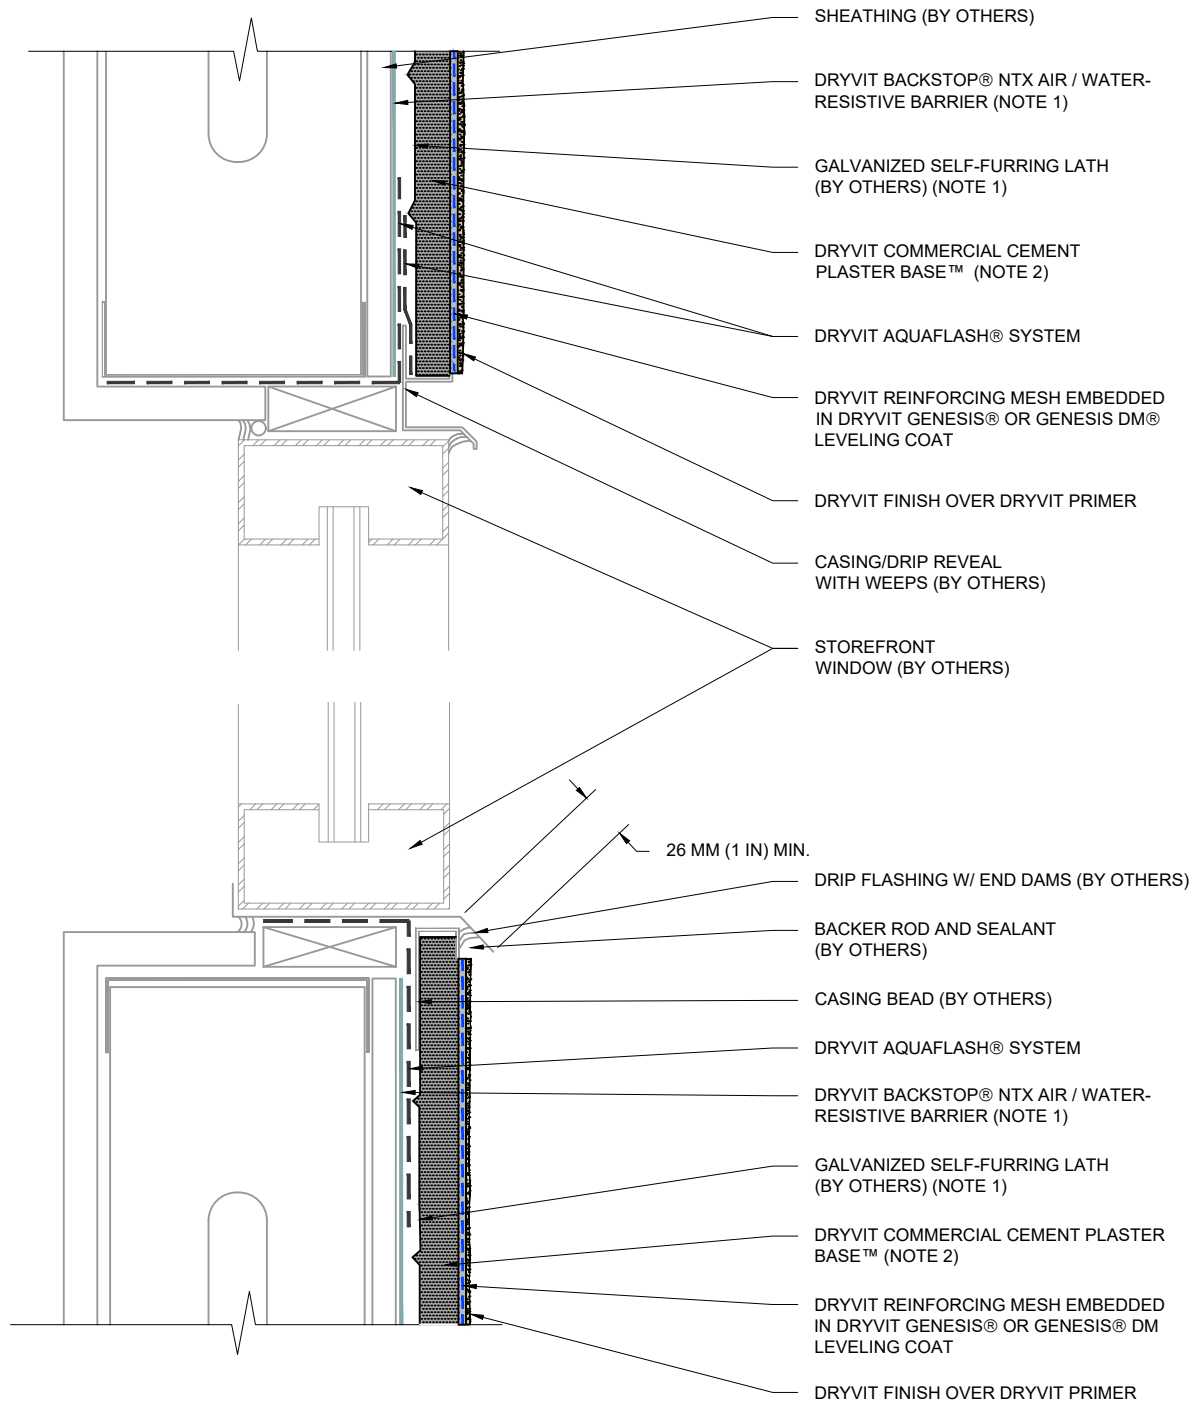 SHEATHING (BY OTHERS)
DRYVIT BACKSTOP® NTX AIR / WATER-
RESISTIVE BARRIER (NOTE 1)
GALVANIZED SELF-FURRING LATH
(BY OTHERS) (NOTE 1)
DRYVIT COMMERCIAL CEMENT
PLASTER BASE™ (NOTE 2)
DRYVIT AQUAFLASH® SYSTEM
DRYVIT REINFORCING MESH EMBEDDED
IN DRYVIT GENESIS® OR GENESIS DM®
LEVELING COAT
DRYVIT FINISH OVER DRYVIT PRIMER
CASING/DRIP REVEAL
WITH WEEPS (BY OTHERS)
STOREFRONT
WINDOW (BY OTHERS)
26 MM (1 IN) MIN.
DRIP FLASHING W/ END DAMS (BY OTHERS)
BACKER ROD AND SEALANT
(BY OTHERS)
CASING BEAD (BY OTHERS)
DRYVIT AQUAFLASH® SYSTEM
DRYVIT BACKSTOP® NTX AIR / WATER-
RESISTIVE BARRIER (NOTE 1)
GALVANIZED SELF-FURRING LATH
(BY OTHERS) (NOTE 1)
DRYVIT COMMERCIAL CEMENT PLASTER
BASE™ (NOTE 2)
DRYVIT REINFORCING MESH EMBEDDED
IN DRYVIT GENESIS® OR GENESIS® DM
LEVELING COAT
DRYVIT FINISH OVER DRYVIT PRIMER